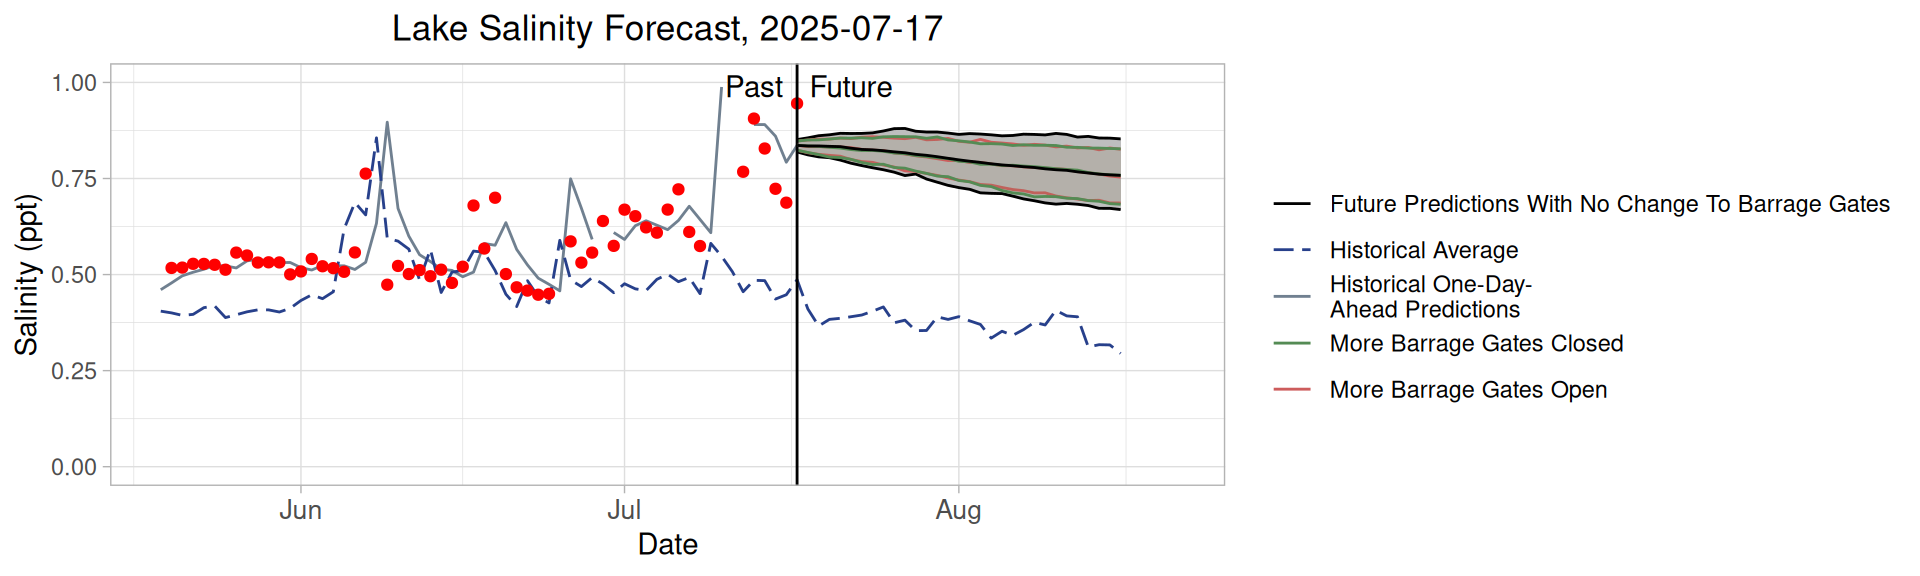 Lake Salinity Forecast, 2025-07-17
Past Future
1.00
0.75
0.50
0.25
0.00
Salinity (ppt)
Jun Jul Aug
Date
Future Predictions With No Change To Barrage Gates
Historical Average
Historical One-Day-
Ahead Predictions
More Barrage Gates Closed
More Barrage Gates Open